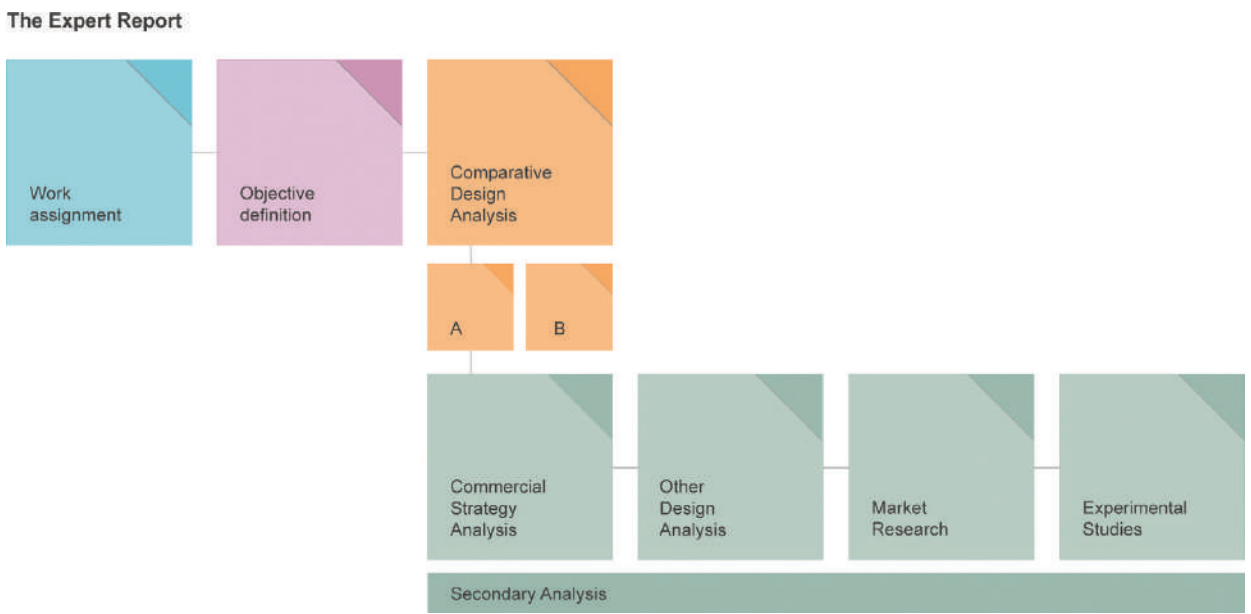 The Expert Report
Work
assignment
Objective
definition
Comparative
Design
Analysis
A
B
Commercial
Strategy
Analysis
Other
Design
Analysis
Market
Research
Experimental
Studies
Secondary Analysis